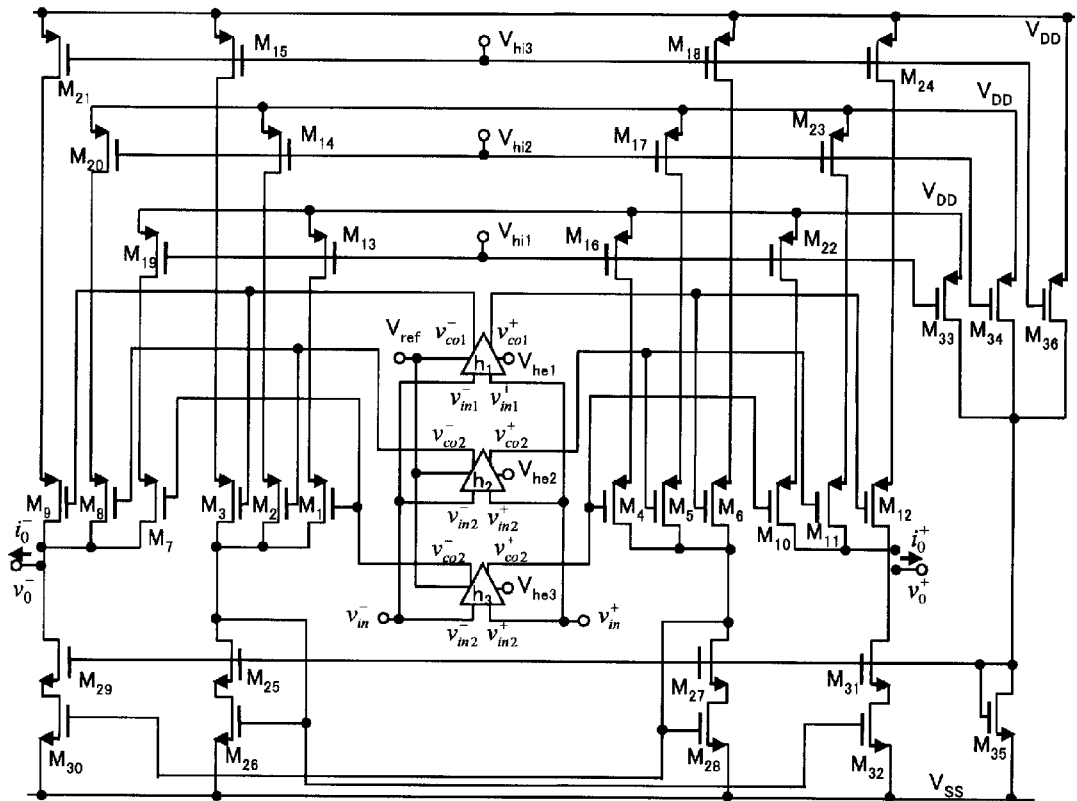 V_DD
M_15
V_hi3
M_18
M_21
M_24
V_DD
M_20
M_14
V_hi2
M_17
M_23
V_DD
M_19
M_13
V_hi1
M_16
M_22
M_33
M_34
M_36
V_ref
v_co1^-
v_co1^+
h_1
V_he1
v_in1^-
v_in1^+
v_co2^-
v_co2^+
h_2
V_he2
v_in2^-
v_in2^+
M_9
M_8
M_7
M_3
M_2
M_1
M_4
M_5
M_6
M_10
M_11
M_12
i_0^-
v_0^-
i_0^+
v_0^+
v_co2^-
v_co2^+
h_3
V_he3
v_in^-
v_in2^-
v_in2^+
v_in^+
M_29
M_25
M_27
M_31
M_30
M_26
M_28
M_32
M_35
V_SS